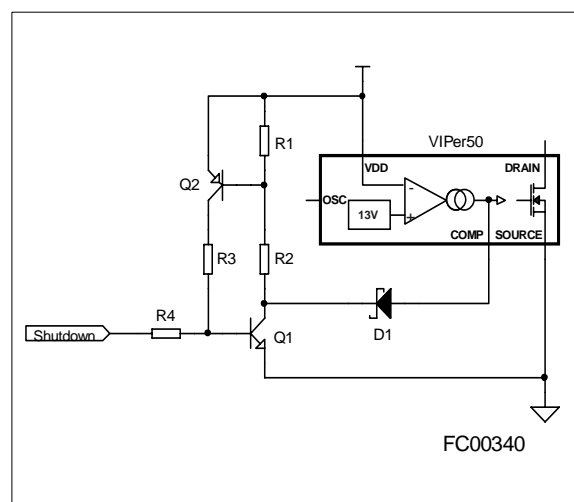 R1
VIPer50
VDD
DRAIN
Q2
-
OSC
13V
+
COMP
SOURCE
R3
R2
D1
Shutdown
R4
Q1
FC00340